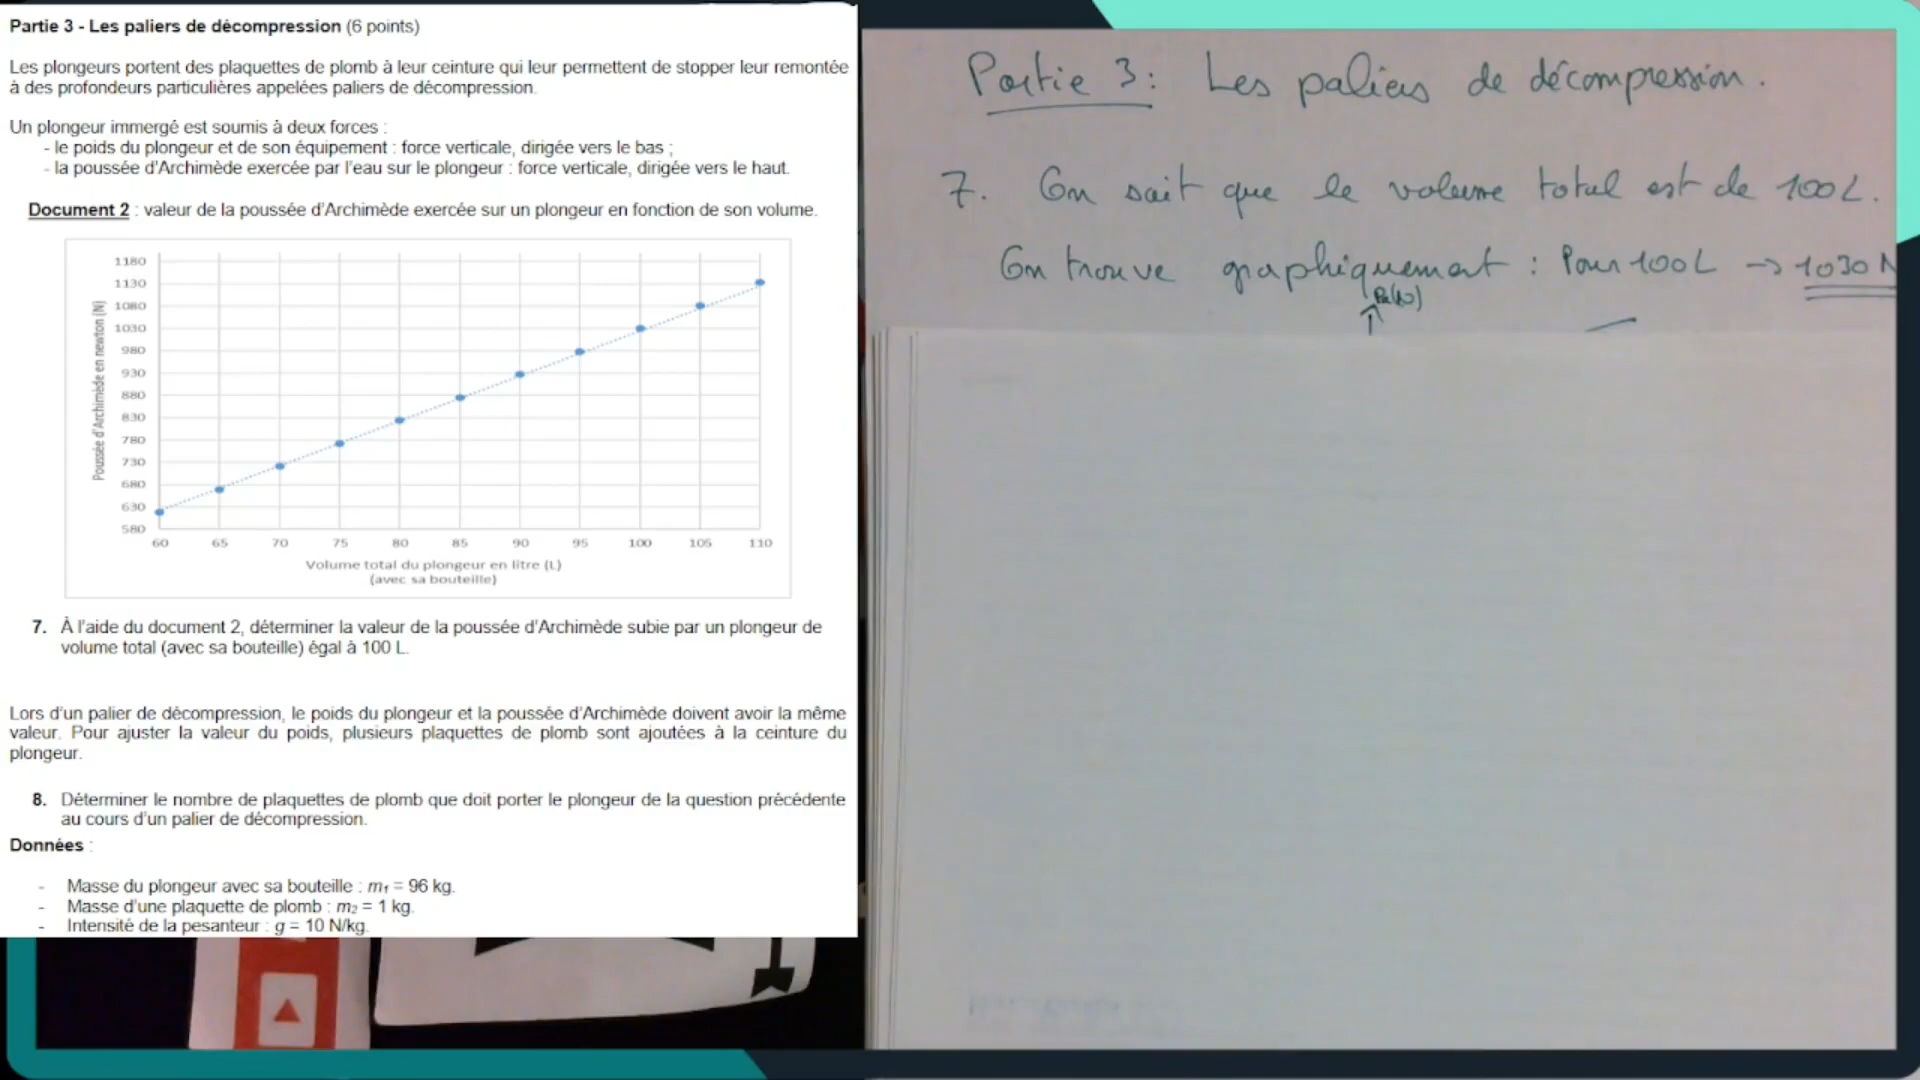 Partie 3 - Les paliers de décompression (6 points)
Les plongeurs portent des plaquettes de plomb à leur ceinture qui leur permettent de stopper leur remontée
à des profondeurs particulières appelées paliers de décompression.
Un plongeur immergé est soumis à deux forces :
- le poids du plongeur et de son équipement : force verticale, dirigée vers le bas ;
- la poussée d'Archimède exercée par l'eau sur le plongeur : force verticale, dirigée vers le haut.
Document 2 : valeur de la poussée d'Archimède exercée sur un plongeur en fonction de son volume.
Poussée d'Archimède en newton (N)
1180
1130
1080
1030
980
930
880
830
780
730
680
630
580
60 65 70 75 80 85 90 95 100 105 110
Volume total du plongeur en litre (L)
(avec sa bouteille)
7. À l'aide du document 2, déterminer la valeur de la poussée d'Archimède subie par un plongeur de
volume total (avec sa bouteille) égal à 100 L.
Lors d'un palier de décompression, le poids du plongeur et la poussée d'Archimède doivent avoir la même
valeur. Pour ajuster la valeur du poids, plusieurs plaquettes de plomb sont ajoutées à la ceinture du
plongeur.
8. Déterminer le nombre de plaquettes de plomb que doit porter le plongeur de la question précédente
au cours d'un palier de décompression.
Données :
- Masse du plongeur avec sa bouteille : m1 = 96 kg.
- Masse d'une plaquette de plomb : m2 = 1 kg.
- Intensité de la pesanteur : g = 10 N/kg.
Partie 3 : Les paliers de décompression.
7. On sait que le volume total est de 100L.
On trouve graphiquement : Pour 100L → 1030 N